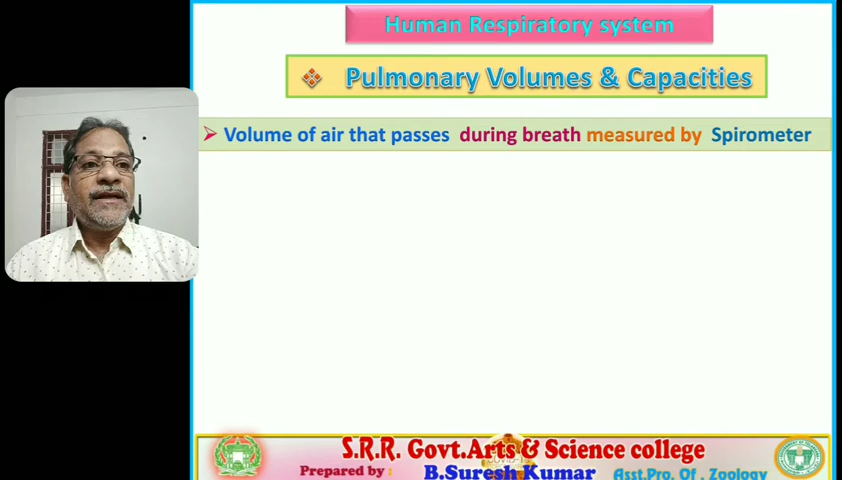 Human Respiratory system
❖ Pulmonary Volumes & Capacities
➢ Volume of air that passes during breath measured by Spirometer
S.R.R. Govt.Arts & Science college
Prepared by : B.Suresh Kumar Asst.Pro. Of . Zoology